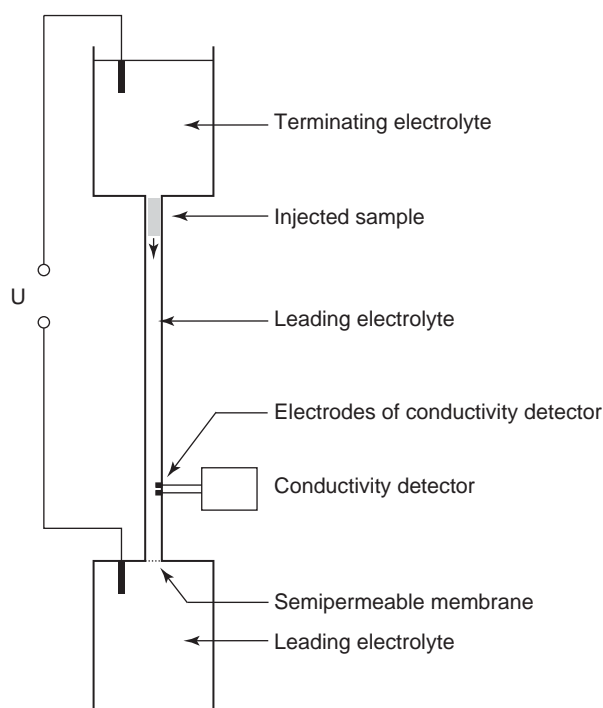 Terminating electrolyte
Injected sample
U
Leading electrolyte
Electrodes of conductivity detector
Conductivity detector
Semipermeable membrane
Leading electrolyte